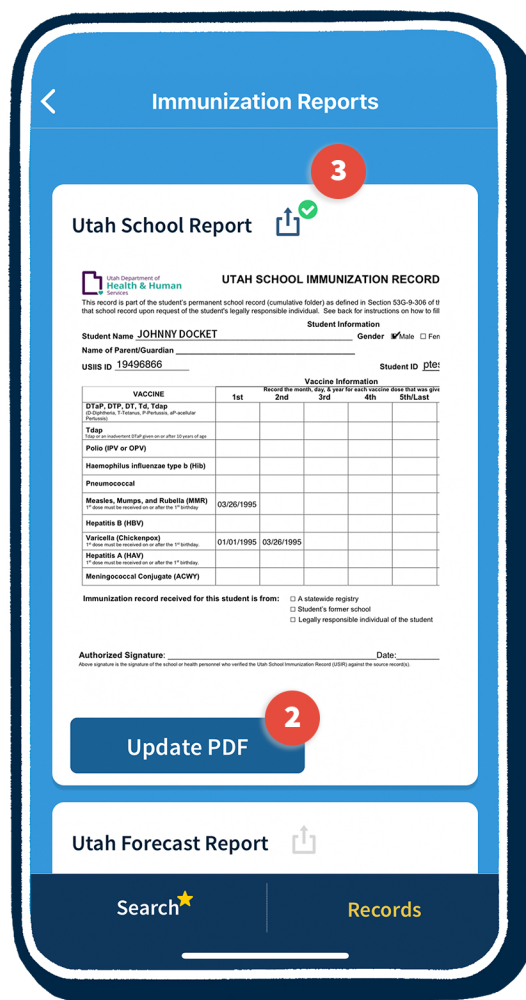 Immunization Reports
3
Utah School Report
Utah Department of
Health & Human
Services
UTAH SCHOOL IMMUNIZATION RECORD
This record is part of the student's permanent school record (cumulative folder) as defined in Section 53G-9-306 of th
that school record upon request of the student's legally responsible individual. See back for instructions on how to fill
Student Information
Student Name JOHNNY DOCKET Gender Male Fem
Name of Parent/Guardian
USIIS ID 19496866 Student ID ptes
Vaccine Information
VACCINE Record the month, day, & year for each vaccine dose that was give
1st 2nd 3rd 4th 5th/Last
DTaP, DTP, DT, Td, Tdap
(D-Diphtheria, T-Tetanus, P-Pertussis, aP-acellular
Pertussis)
Tdap
Tdap or an inadvertent DTaP given on or after 10 years of age
Polio (IPV or OPV)
Haemophilus influenzae type b (Hib)
Pneumococcal
Measles, Mumps, and Rubella (MMR) 03/26/1995
1st dose must be received on or after the 1st birthday
Hepatitis B (HBV)
Varicella (Chickenpox) 01/01/1995 03/26/1995
1st dose must be received on or after the 1st birthday.
Hepatitis A (HAV)
1st dose must be received on or after the 1st birthday.
Meningococcal Conjugate (ACWY)
Immunization record received for this student is from: A statewide registry
Student's former school
Legally responsible individual of the student
Authorized Signature: Date:
Above signature is the signature of the school or health personnel who verified the Utah School Immunization Record (USIR) against the source record(s).
2
Update PDF
Utah Forecast Report
Search Records